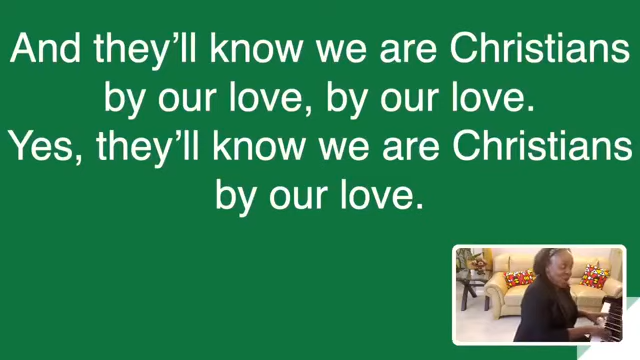 And they’ll know we are Christians
by our love, by our love.
Yes, they’ll know we are Christians
by our love.